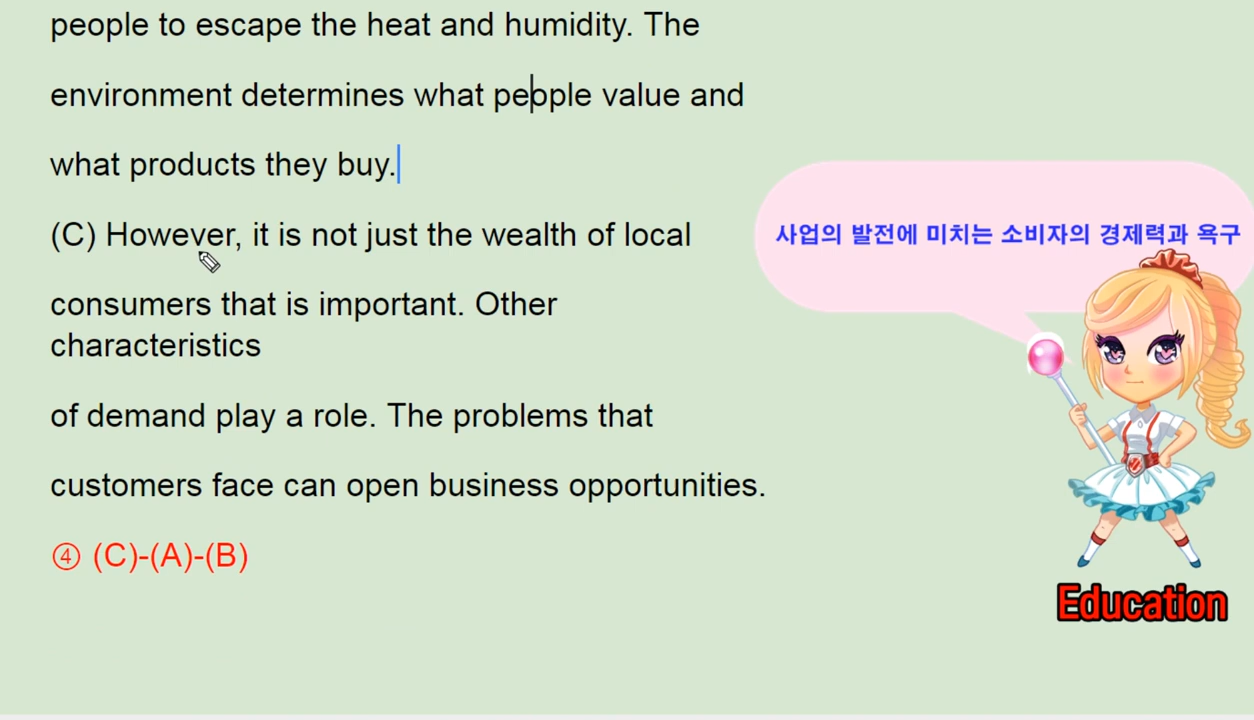 people to escape the heat and humidity. The
environment determines what people value and
what products they buy.
(C) However, it is not just the wealth of local
consumers that is important. Other
characteristics
of demand play a role. The problems that
customers face can open business opportunities.
④ (C)-(A)-(B)
사업의 발전에 미치는 소비자의 경제력과 욕구
Education